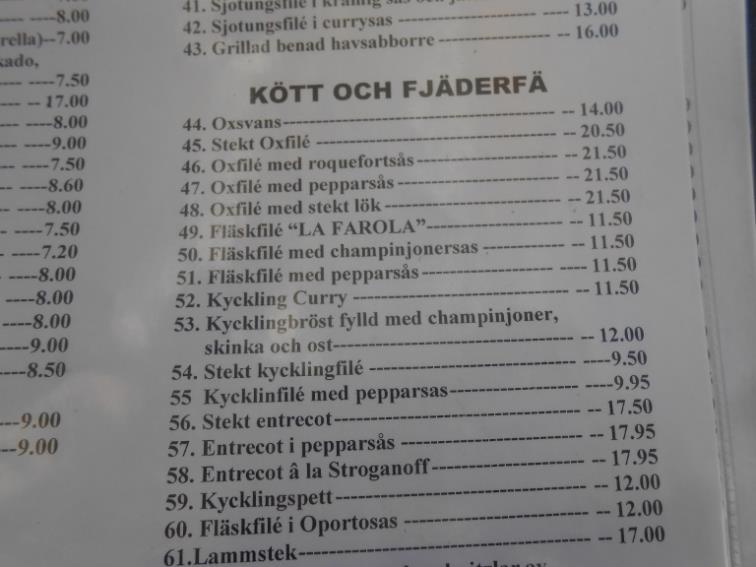 ----8.00
rella)--7.00
kado,
--- ----7.50
--- -- 17.00
-- ----8.00
- ----9.00
----7.50
- ----8.60
-- ----8.00
-- ----7.50
- ----7.20
-- ----8.00
---- 8.00
-- ----8.00
----9.00
-- ----8.50
----9.00
----9.00
41. Sjotungsfilé i
42. Sjotungsfilé i currysas -------------------- ---- 13.00
43. Grillad benad havsabborre ---------------- -- 16.00
KÖTT OCH FJÄDERFÄ
44. Oxsvans----------------------------------- -- 14.00
45. Stekt Oxfilé -------------------------------- -- 20.50
46. Oxfilé med roquefortsås------------------ -- 21.50
47. Oxfilé med pepparsås--------------------- -- 21.50
48. Oxfilé med stekt lök ---------------------- -- 21.50
49. Fläskfilé “LA FAROLA”----------------- -- 11.50
50. Fläskfilé med champinjonersas --------- -- 11.50
51. Fläskfilé med pepparsås ----------------- ---- 11.50
52. Kyckling Curry --------------------------- -- 11.50
53. Kycklingbröst fylld med champinjoner,
skinka och ost------------------------------ -- 12.00
54. Stekt kycklingfilé ------------------------- ----9.50
55 Kycklinfilé med pepparsas--------------- ----9.95
56. Stekt entrecot------------------------------ -- 17.50
57. Entrecot i pepparsås ---------------------- -- 17.95
58. Entrecot â la Stroganoff------------------ -- 17.95
59. Kycklingspett------------------------------ -- 12.00
60. Fläskfilé i Oportosas --------------------- -- 12.00
61.Lammstek---------------------------------- -- 17.00